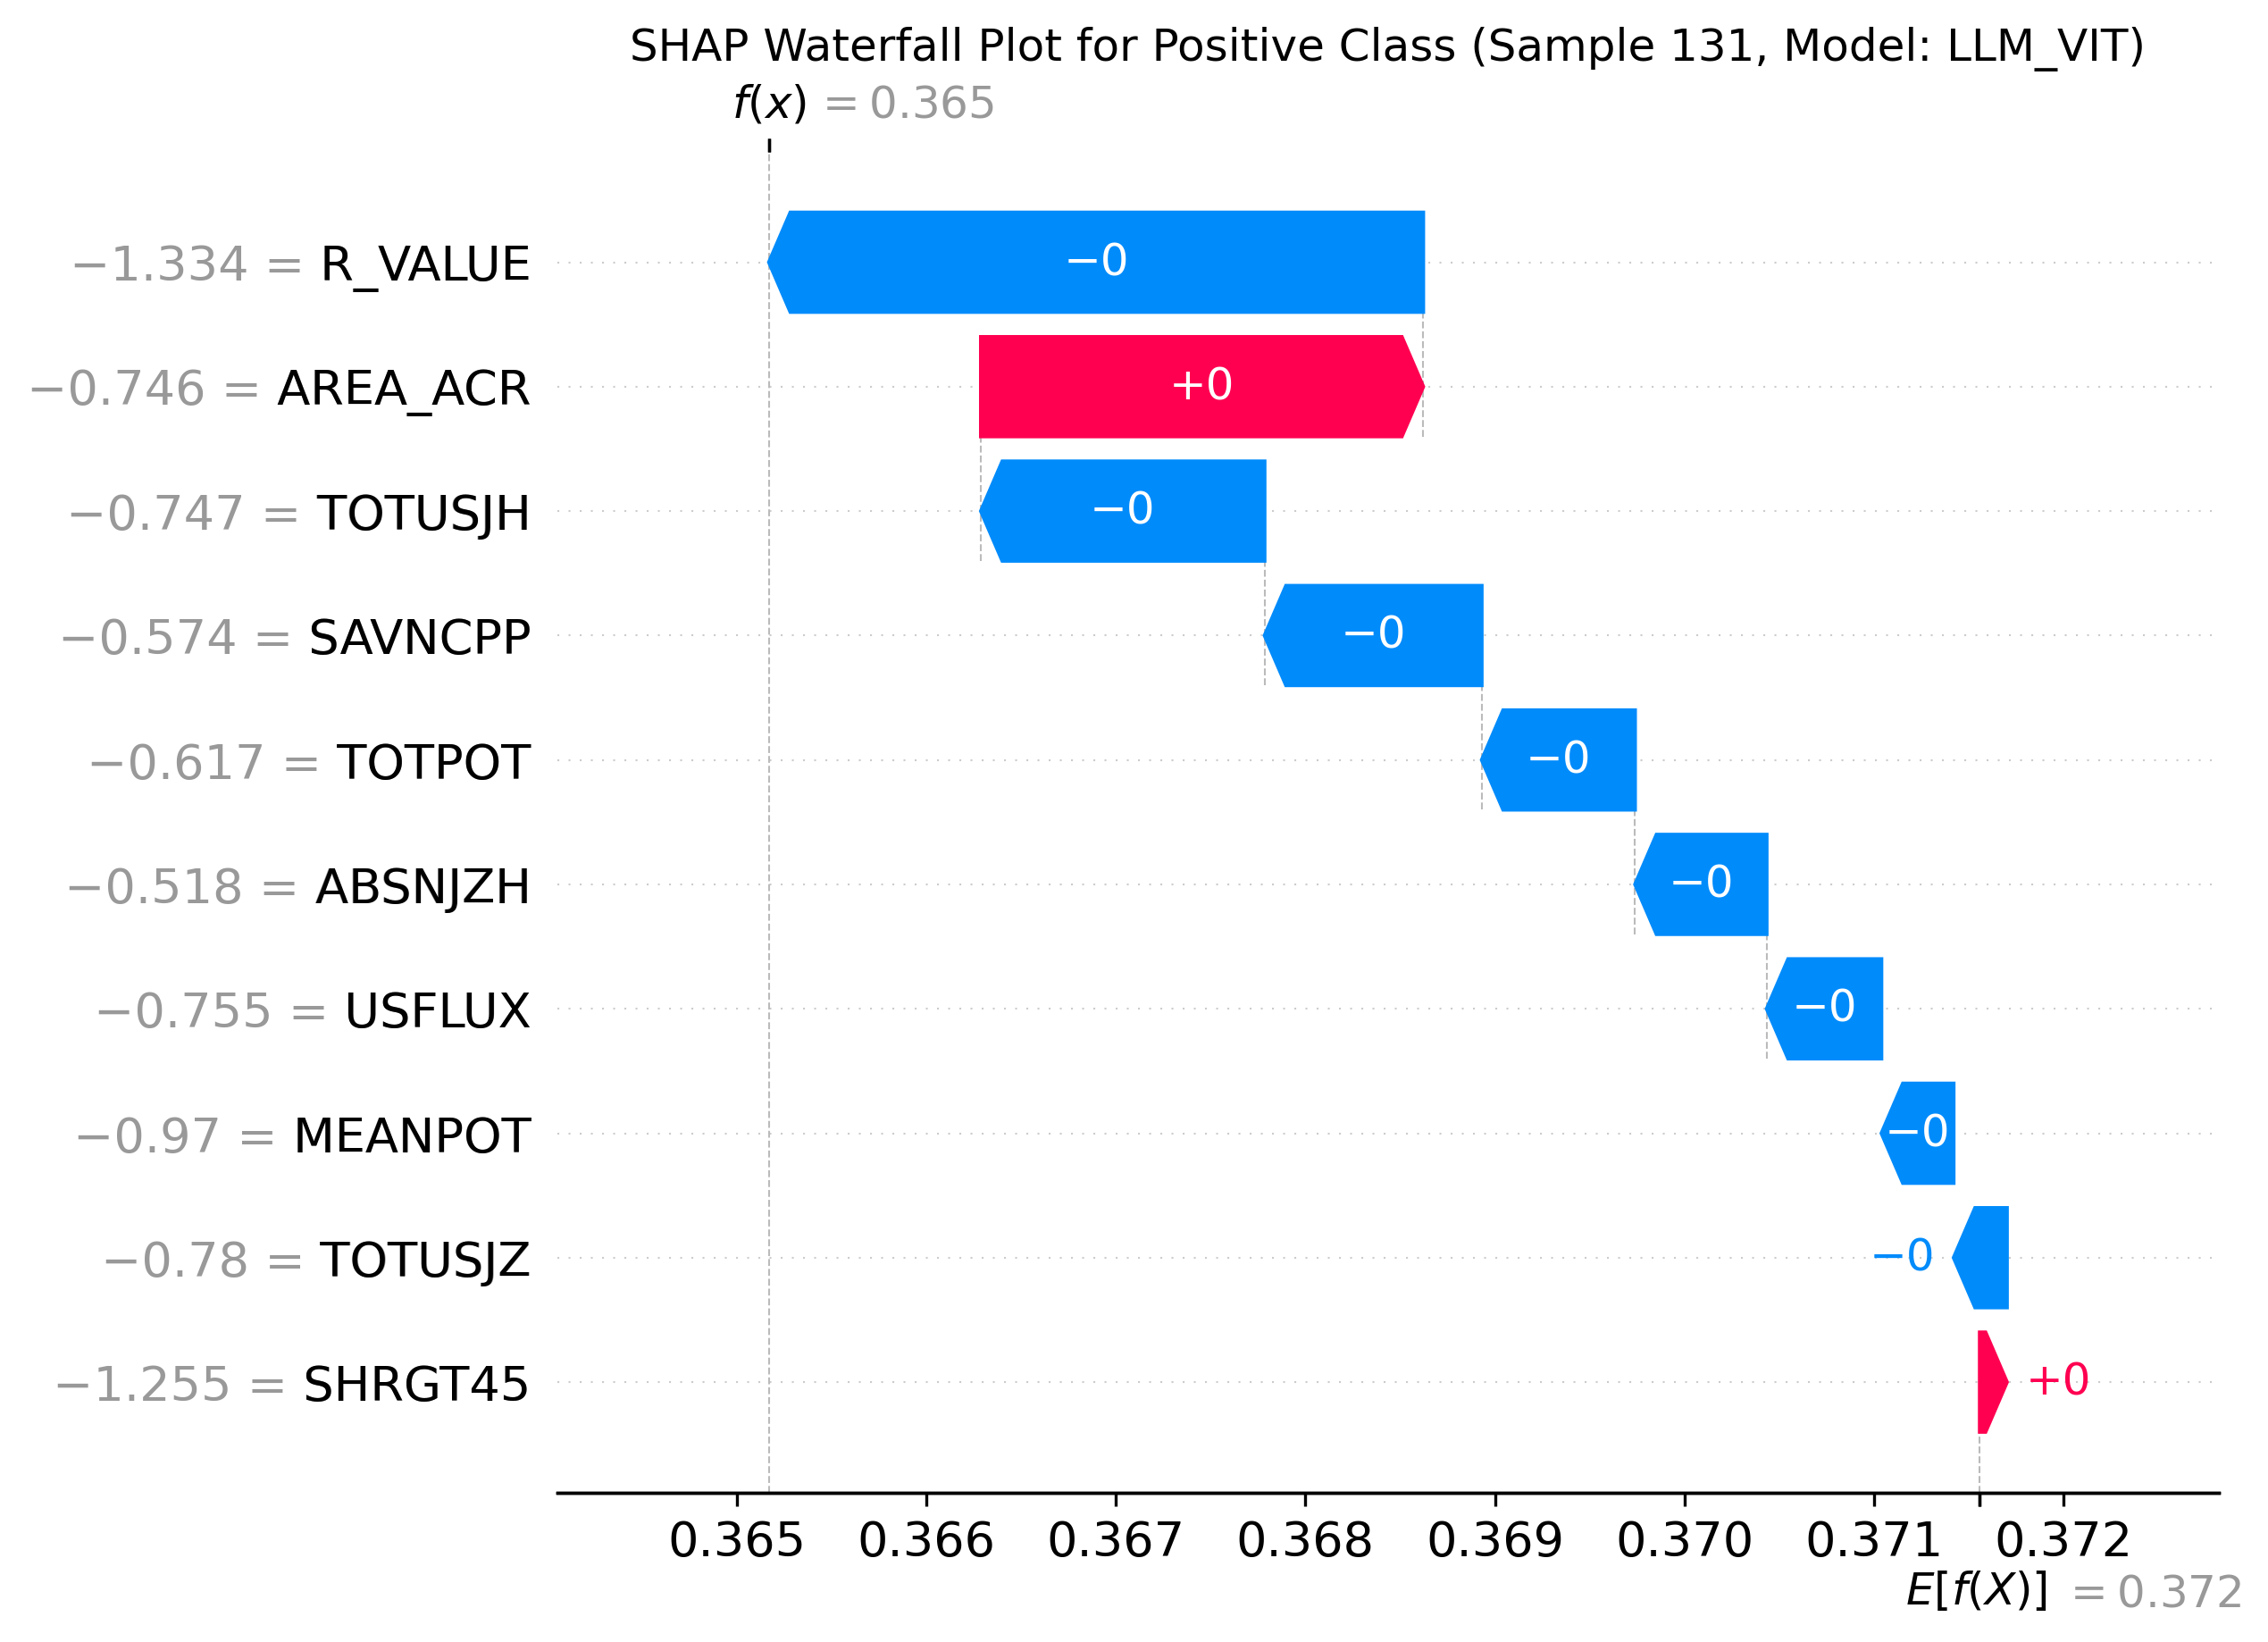 SHAP Waterfall Plot for Positive Class (Sample 131, Model: LLM_VIT)
f(x) = 0.365
−1.334 = R_VALUE −0
−0.746 = AREA_ACR +0
−0.747 = TOTUSJH −0
−0.574 = SAVNCPP −0
−0.617 = TOTPOT −0
−0.518 = ABSNJZH −0
−0.755 = USFLUX −0
−0.97 = MEANPOT −0
−0.78 = TOTUSJZ −0
−1.255 = SHRGT45 +0
0.365 0.366 0.367 0.368 0.369 0.370 0.371 0.372
E[f(X)] = 0.372